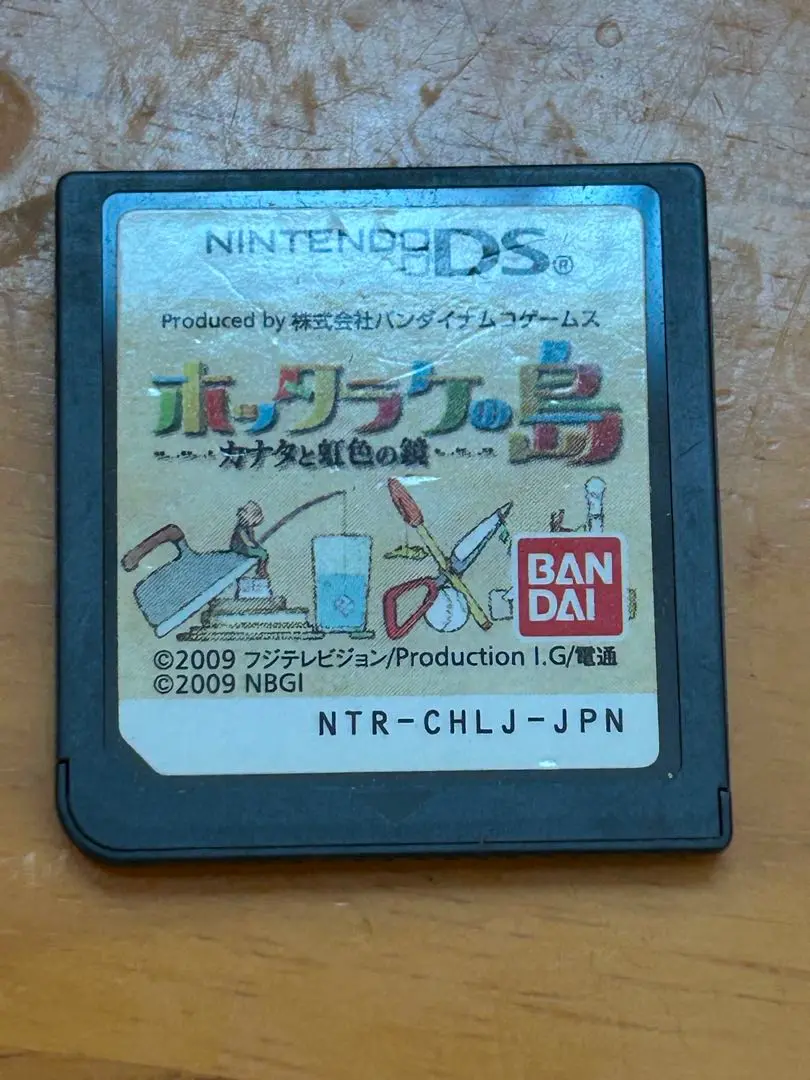 NINTENDO DS®
Produced by 株式会社バンダイナムコゲームス
ホッタラケの島
カナタと虹色の鏡
BAN
DAI
©2009 フジテレビジョン/Production I.G/電通
©2009 NBGI
NTR-CHLJ-JPN